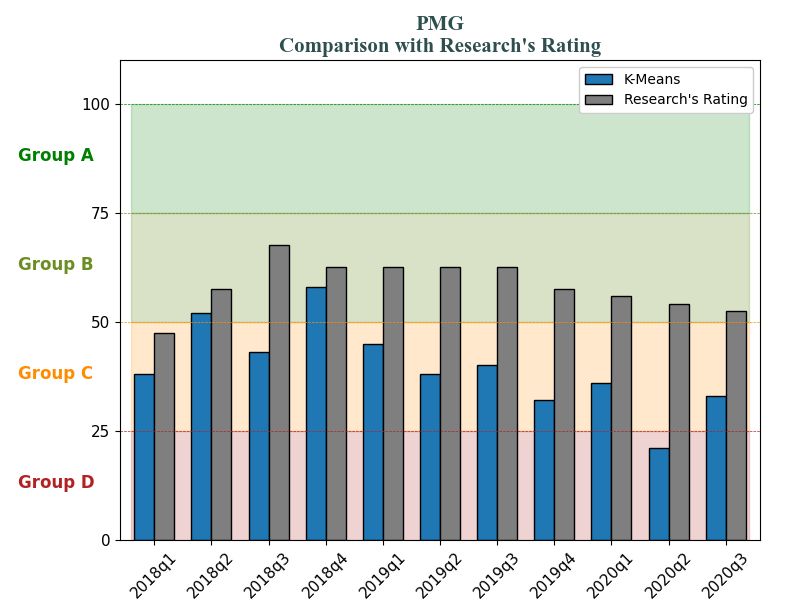 PMG
Comparison with Research's Rating
K-Means
Research's Rating
100
Group A
75
Group B
50
Group C
25
Group D
0
2018q1 2018q2 2018q3 2018q4 2019q1 2019q2 2019q3 2019q4 2020q1 2020q2 2020q3